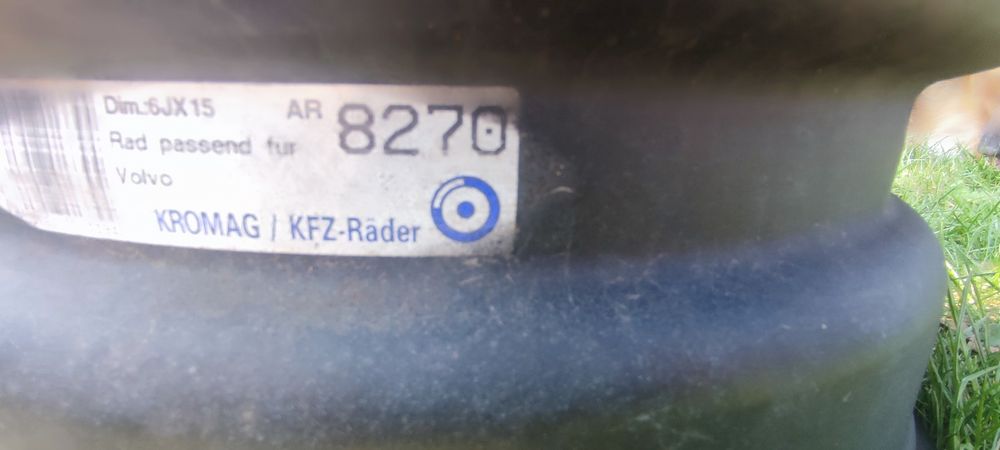 Dim.:6JX15 AR 8270
Rad passend fur
Volvo
KROMAG / KFZ-Räder